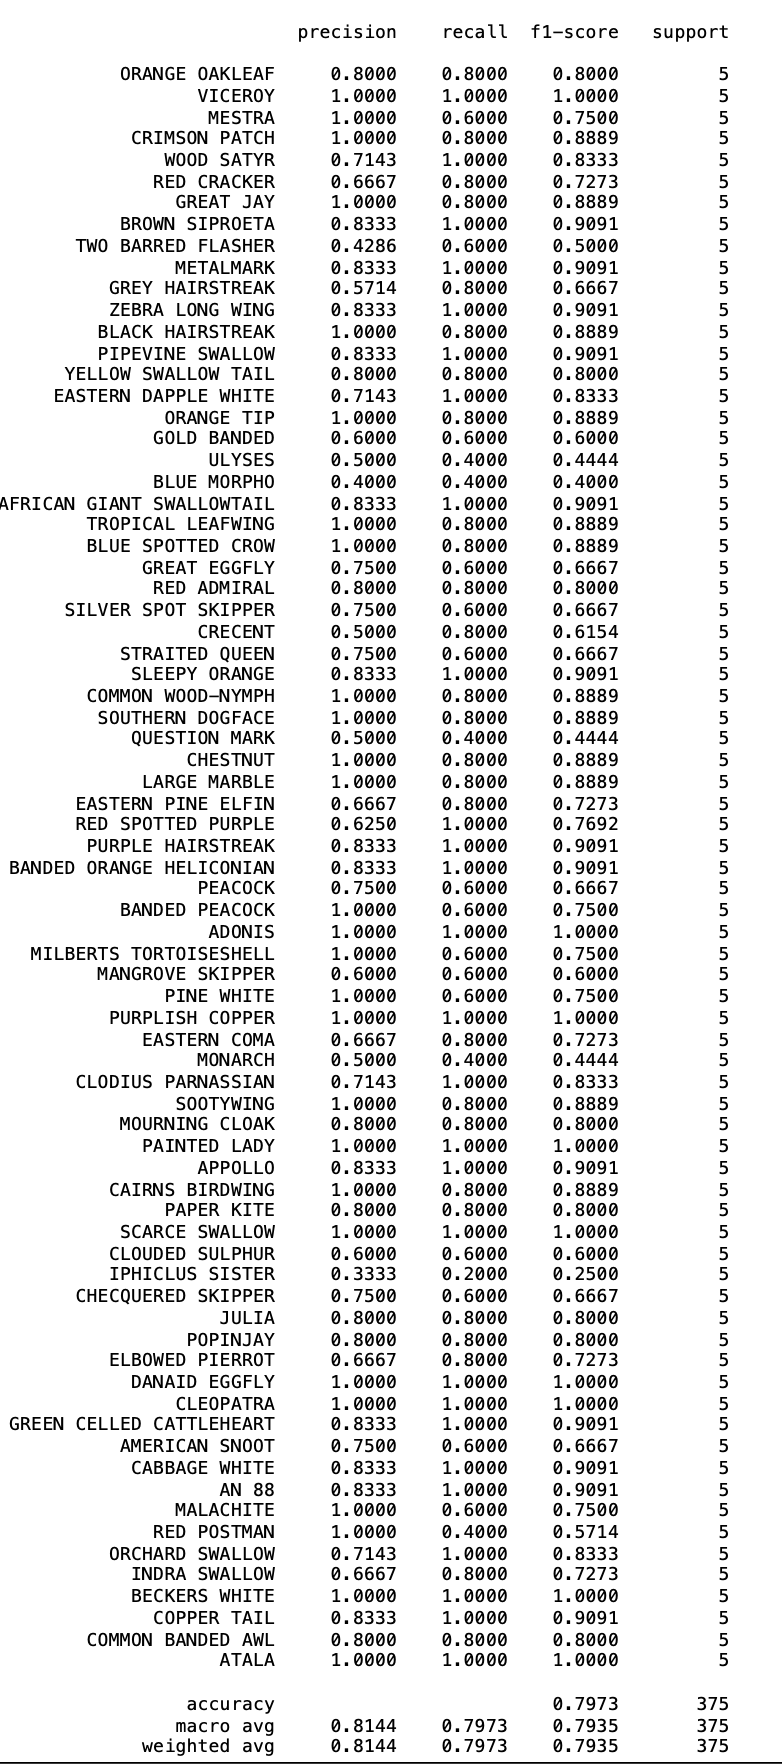 precision recall f1-score support
ORANGE OAKLEAF 0.8000 0.8000 0.8000 5
VICEROY 1.0000 1.0000 1.0000 5
MESTRA 1.0000 0.6000 0.7500 5
CRIMSON PATCH 1.0000 0.8000 0.8889 5
WOOD SATYR 0.7143 1.0000 0.8333 5
RED CRACKER 0.6667 0.8000 0.7273 5
GREAT JAY 1.0000 0.8000 0.8889 5
BROWN SIPROETA 0.8333 1.0000 0.9091 5
TWO BARRED FLASHER 0.4286 0.6000 0.5000 5
METALMARK 0.8333 1.0000 0.9091 5
GREY HAIRSTREAK 0.5714 0.8000 0.6667 5
ZEBRA LONG WING 0.8333 1.0000 0.9091 5
BLACK HAIRSTREAK 1.0000 0.8000 0.8889 5
PIPEVINE SWALLOW 0.8333 1.0000 0.9091 5
YELLOW SWALLOW TAIL 0.8000 0.8000 0.8000 5
EASTERN DAPPLE WHITE 0.7143 1.0000 0.8333 5
ORANGE TIP 1.0000 0.8000 0.8889 5
GOLD BANDED 0.6000 0.6000 0.6000 5
ULYSES 0.5000 0.4000 0.4444 5
BLUE MORPHO 0.4000 0.4000 0.4000 5
AFRICAN GIANT SWALLOWTAIL 0.8333 1.0000 0.9091 5
TROPICAL LEAFWING 1.0000 0.8000 0.8889 5
BLUE SPOTTED CROW 1.0000 0.8000 0.8889 5
GREAT EGGFLY 0.7500 0.6000 0.6667 5
RED ADMIRAL 0.8000 0.8000 0.8000 5
SILVER SPOT SKIPPER 0.7500 0.6000 0.6667 5
CRECENT 0.5000 0.8000 0.6154 5
STRAITED QUEEN 0.7500 0.6000 0.6667 5
SLEEPY ORANGE 0.8333 1.0000 0.9091 5
COMMON WOOD-NYMPH 1.0000 0.8000 0.8889 5
SOUTHERN DOGFACE 1.0000 0.8000 0.8889 5
QUESTION MARK 0.5000 0.4000 0.4444 5
CHESTNUT 1.0000 0.8000 0.8889 5
LARGE MARBLE 1.0000 0.8000 0.8889 5
EASTERN PINE ELFIN 0.6667 0.8000 0.7273 5
RED SPOTTED PURPLE 0.6250 1.0000 0.7692 5
PURPLE HAIRSTREAK 0.8333 1.0000 0.9091 5
BANDED ORANGE HELICONIAN 0.8333 1.0000 0.9091 5
PEACOCK 0.7500 0.6000 0.6667 5
BANDED PEACOCK 1.0000 0.6000 0.7500 5
ADONIS 1.0000 1.0000 1.0000 5
MILBERTS TORTOISESHELL 1.0000 0.6000 0.7500 5
MANGROVE SKIPPER 0.6000 0.6000 0.6000 5
PINE WHITE 1.0000 0.6000 0.7500 5
PURPLISH COPPER 1.0000 1.0000 1.0000 5
EASTERN COMA 0.6667 0.8000 0.7273 5
MONARCH 0.5000 0.4000 0.4444 5
CLODIUS PARNASSIAN 0.7143 1.0000 0.8333 5
SOOTYWING 1.0000 0.8000 0.8889 5
MOURNING CLOAK 0.8000 0.8000 0.8000 5
PAINTED LADY 1.0000 1.0000 1.0000 5
APPOLLO 0.8333 1.0000 0.9091 5
CAIRNS BIRDWING 1.0000 0.8000 0.8889 5
PAPER KITE 0.8000 0.8000 0.8000 5
SCARCE SWALLOW 1.0000 1.0000 1.0000 5
CLOUDED SULPHUR 0.6000 0.6000 0.6000 5
IPHICLUS SISTER 0.3333 0.2000 0.2500 5
CHECQUERED SKIPPER 0.7500 0.6000 0.6667 5
JULIA 0.8000 0.8000 0.8000 5
POPINJAY 0.8000 0.8000 0.8000 5
ELBOWED PIERROT 0.6667 0.8000 0.7273 5
DANAID EGGFLY 1.0000 1.0000 1.0000 5
CLEOPATRA 1.0000 1.0000 1.0000 5
GREEN CELLED CATTLEHEART 0.8333 1.0000 0.9091 5
AMERICAN SNOOT 0.7500 0.6000 0.6667 5
CABBAGE WHITE 0.8333 1.0000 0.9091 5
AN 88 0.8333 1.0000 0.9091 5
MALACHITE 1.0000 0.6000 0.7500 5
RED POSTMAN 1.0000 0.4000 0.5714 5
ORCHARD SWALLOW 0.7143 1.0000 0.8333 5
INDRA SWALLOW 0.6667 0.8000 0.7273 5
BECKERS WHITE 1.0000 1.0000 1.0000 5
COPPER TAIL 0.8333 1.0000 0.9091 5
COMMON BANDED AWL 0.8000 0.8000 0.8000 5
ATALA 1.0000 1.0000 1.0000 5
accuracy 0.7973 375
macro avg 0.8144 0.7973 0.7935 375
weighted avg 0.8144 0.7973 0.7935 375